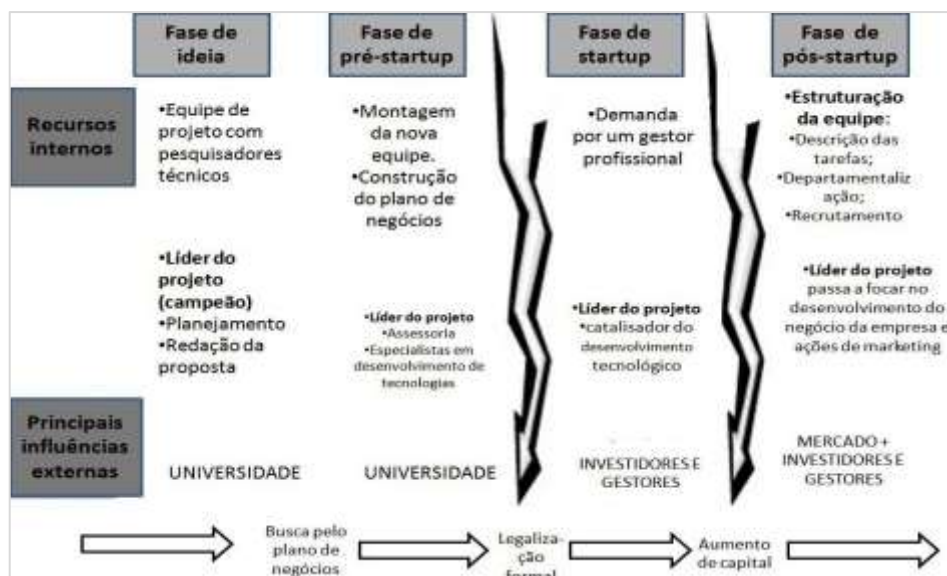 Fase de
ideia
Fase de
pré-startup
Fase de
startup
Fase de
pós-startup
Recursos
internos
•Equipe de
projeto com
pesquisadores
técnicos
•Montagem
da nova
equipe.
•Construção
do plano de
negócios
•Demanda
por um gestor
profissional
•Estruturação
da equipe:
•Descrição das
tarefas;
•Departamentaliz
ação;
•Recrutamento
•Líder do
projeto
(campeão)
•Planejamento
•Redação da
proposta
•Líder do projeto
•Assessoria
•Especialistas em
desenvolvimento de
tecnologias
•Líder do projeto
•catalisador do
desenvolvimento
tecnológico
•Líder do projeto
passa a focar no
desenvolvimento do
negócio da empresa e
ações de marketing
Principais
influências
externas
UNIVERSIDADE
UNIVERSIDADE
INVESTIDORES E
GESTORES
MERCADO +
INVESTIDORES E
GESTORES
Busca pelo
plano de
negócios
Legaliza-
ção
formal
Aumento
de capital